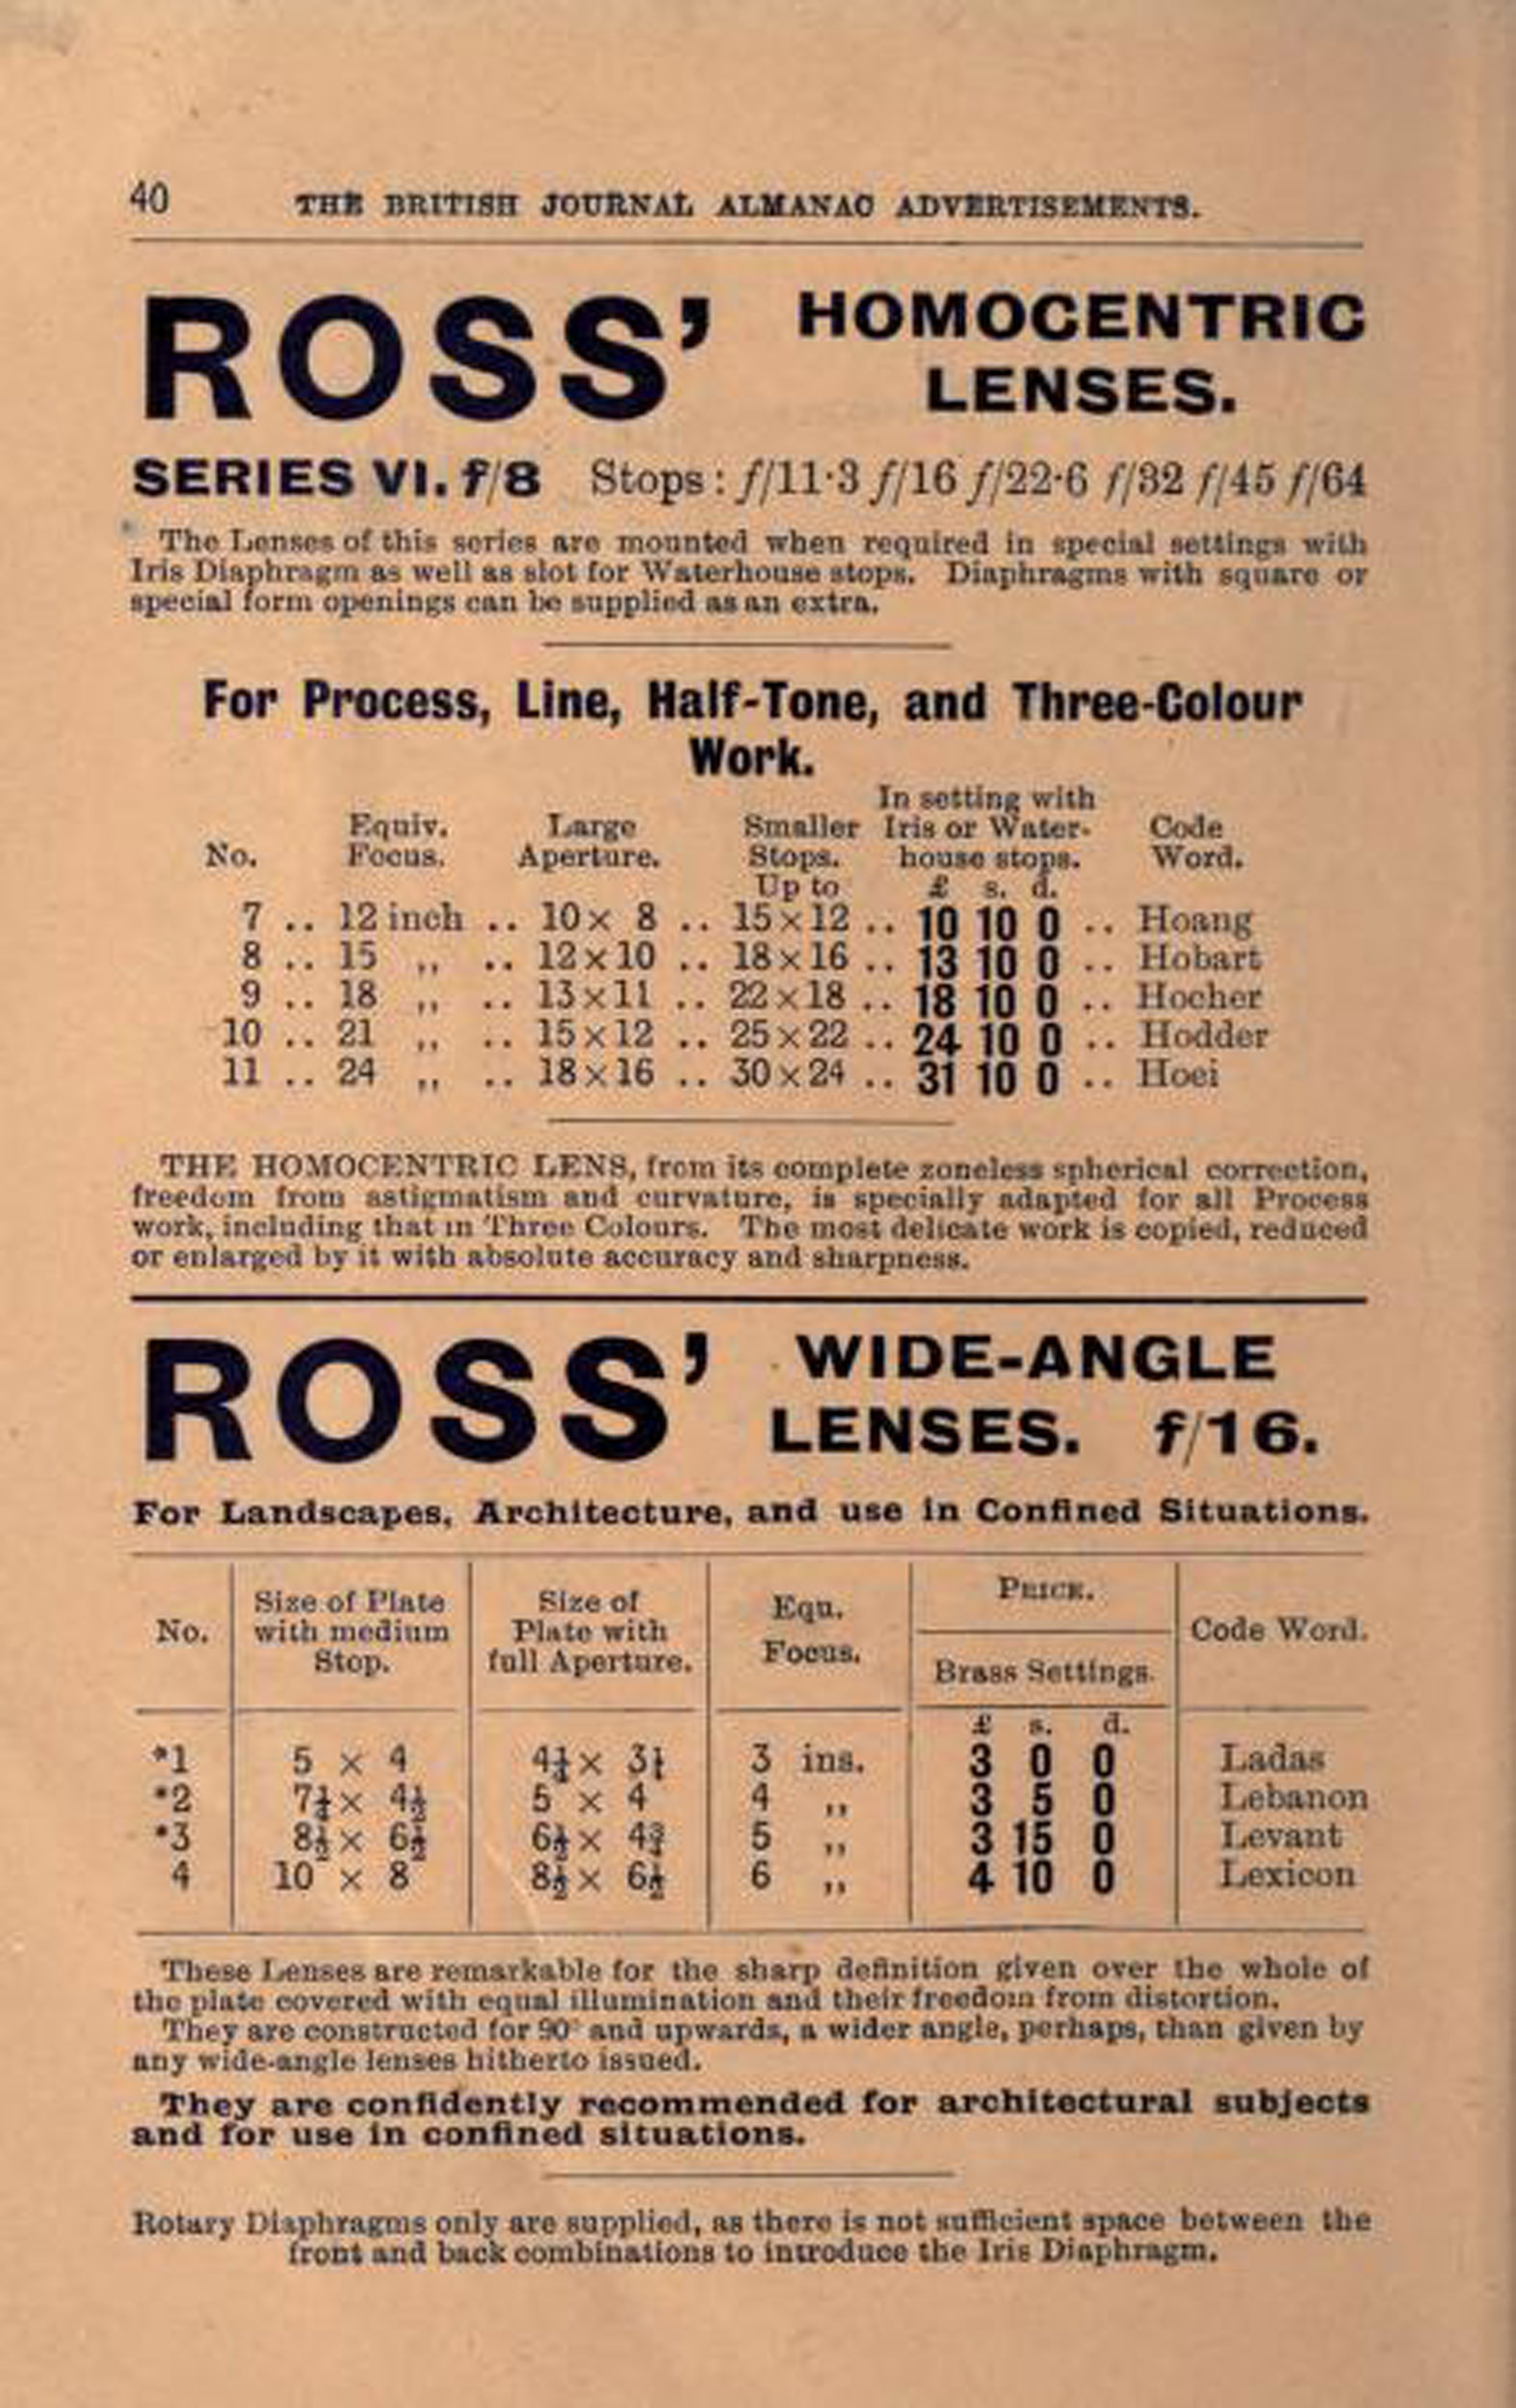 40 THE BRITISH JOURNAL ALMANAC ADVERTISEMENTS.
ROSS' HOMOCENTRIC
LENSES.
SERIES VI. f/8 Stops : f/11·3 f/16 f/22·6 f/32 f/45 f/64
The Lenses of this series are mounted when required in special settings with
Iris Diaphragm as well as slot for Waterhouse stops. Diaphragms with square or
special form openings can be supplied as an extra.
For Process, Line, Half-Tone, and Three-Colour
Work.
In setting with
Equiv. Large Smaller Iris or Water- Code
No. Focus. Aperture. Stops. house stops. Word.
Up to £ s. d.
7 .. 12 inch .. 10 × 8 .. 15 × 12 .. 10 10 0 .. Hoang
8 .. 15 ,, .. 12 × 10 .. 18 × 16 .. 13 10 0 .. Hobart
9 .. 18 ,, .. 13 × 11 .. 22 × 18 .. 18 10 0 .. Hocher
10 .. 21 ,, .. 15 × 12 .. 25 × 22 .. 24 10 0 .. Hodder
11 .. 24 ,, .. 18 × 16 .. 30 × 24 .. 31 10 0 .. Hoei
THE HOMOCENTRIC LENS, from its complete zoneless spherical correction,
freedom from astigmatism and curvature, is specially adapted for all Process
work, including that in Three Colours. The most delicate work is copied, reduced
or enlarged by it with absolute accuracy and sharpness.
ROSS' WIDE-ANGLE
LENSES. f/16.
For Landscapes, Architecture, and use in Confined Situations.
No. Size of Plate with medium Stop. Size of Plate with full Aperture. Equ. Focus. PRICE. Brass Settings. Code Word.
£ s. d.
*1 5 × 4 4¼ × 3¼ 3 ins. 3 0 0 Ladas
*2 7¼ × 4½ 5 × 4 4 ,, 3 5 0 Lebanon
*3 8½ × 6½ 6½ × 4¾ 5 ,, 3 15 0 Levant
4 10 × 8 8½ × 6½ 6 ,, 4 10 0 Lexicon
These Lenses are remarkable for the sharp definition given over the whole of
the plate covered with equal illumination and their freedom from distortion.
They are constructed for 90° and upwards, a wider angle, perhaps, than given by
any wide-angle lenses hitherto issued.
They are confidently recommended for architectural subjects
and for use in confined situations.
Rotary Diaphragms only are supplied, as there is not sufficient space between the
front and back combinations to introduce the Iris Diaphragm.